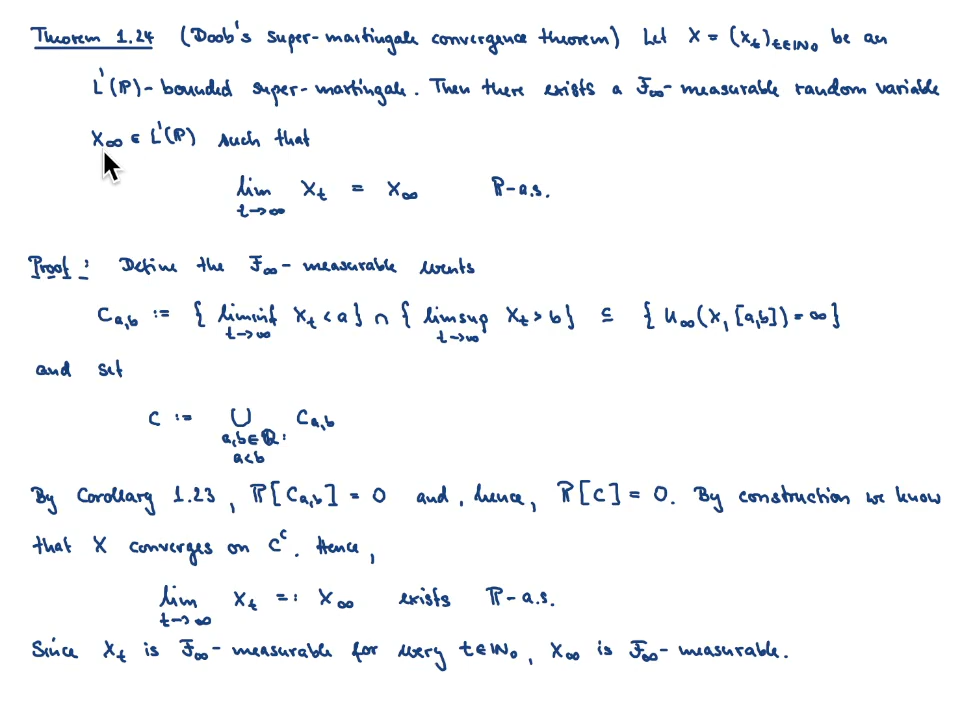 Theorem 1.24 (Doob's super-martingale convergence theorem) Let X = (X_t)_{t∈ℕ₀} be an
L¹(ℙ)-bounded super-martingale. Then there exists a 𝓕_∞-measurable random variable
X_∞ ∈ L¹(ℙ) such that
lim_{t→∞} X_t = X_∞ ℙ-a.s.
Proof: Define the 𝓕_∞-measurable events
C_{a,b} := { liminf_{t→∞} X_t < a } ∩ { limsup_{t→∞} X_t > b } ⊆ { U_∞(X, [a,b]) = ∞ }
and set
C := ⋃_{a,b∈ℚ: a<b} C_{a,b}
By Corollary 1.23, ℙ[C_{a,b}] = 0 and, hence, ℙ[C] = 0. By construction we know
that X converges on C^c. Hence,
lim_{t→∞} X_t =: X_∞ exists ℙ-a.s.
Since X_t is 𝓕_∞-measurable for every t∈ℕ₀, X_∞ is 𝓕_∞-measurable.